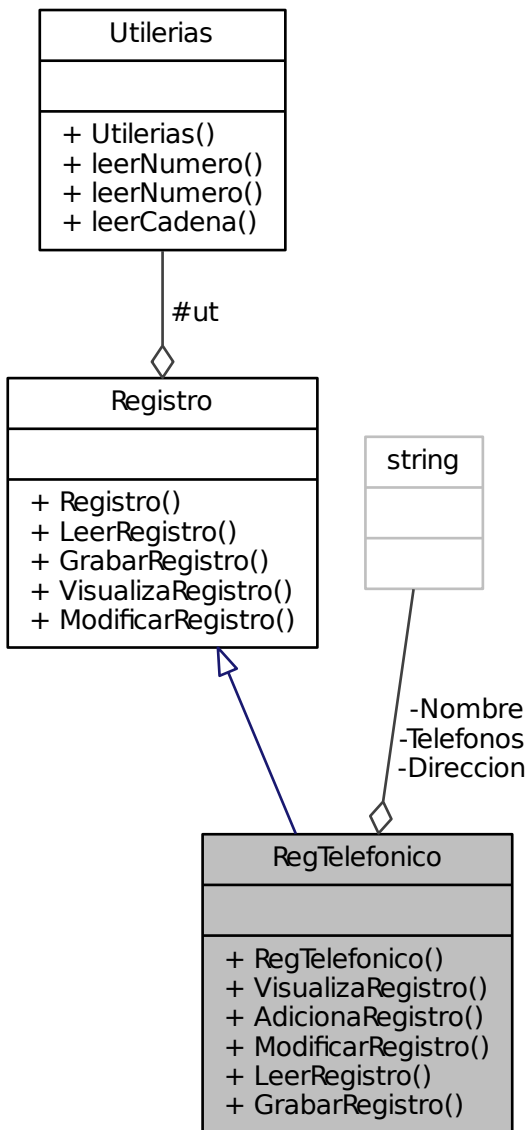 Utilerias
+ Utilerias()
+ leerNumero()
+ leerNumero()
+ leerCadena()
#ut
Registro
+ Registro()
+ LeerRegistro()
+ GrabarRegistro()
+ VisualizaRegistro()
+ ModificarRegistro()
string
-Nombre
-Telefonos
-Direccion
RegTelefonico
+ RegTelefonico()
+ VisualizaRegistro()
+ AdicionaRegistro()
+ ModificarRegistro()
+ LeerRegistro()
+ GrabarRegistro()